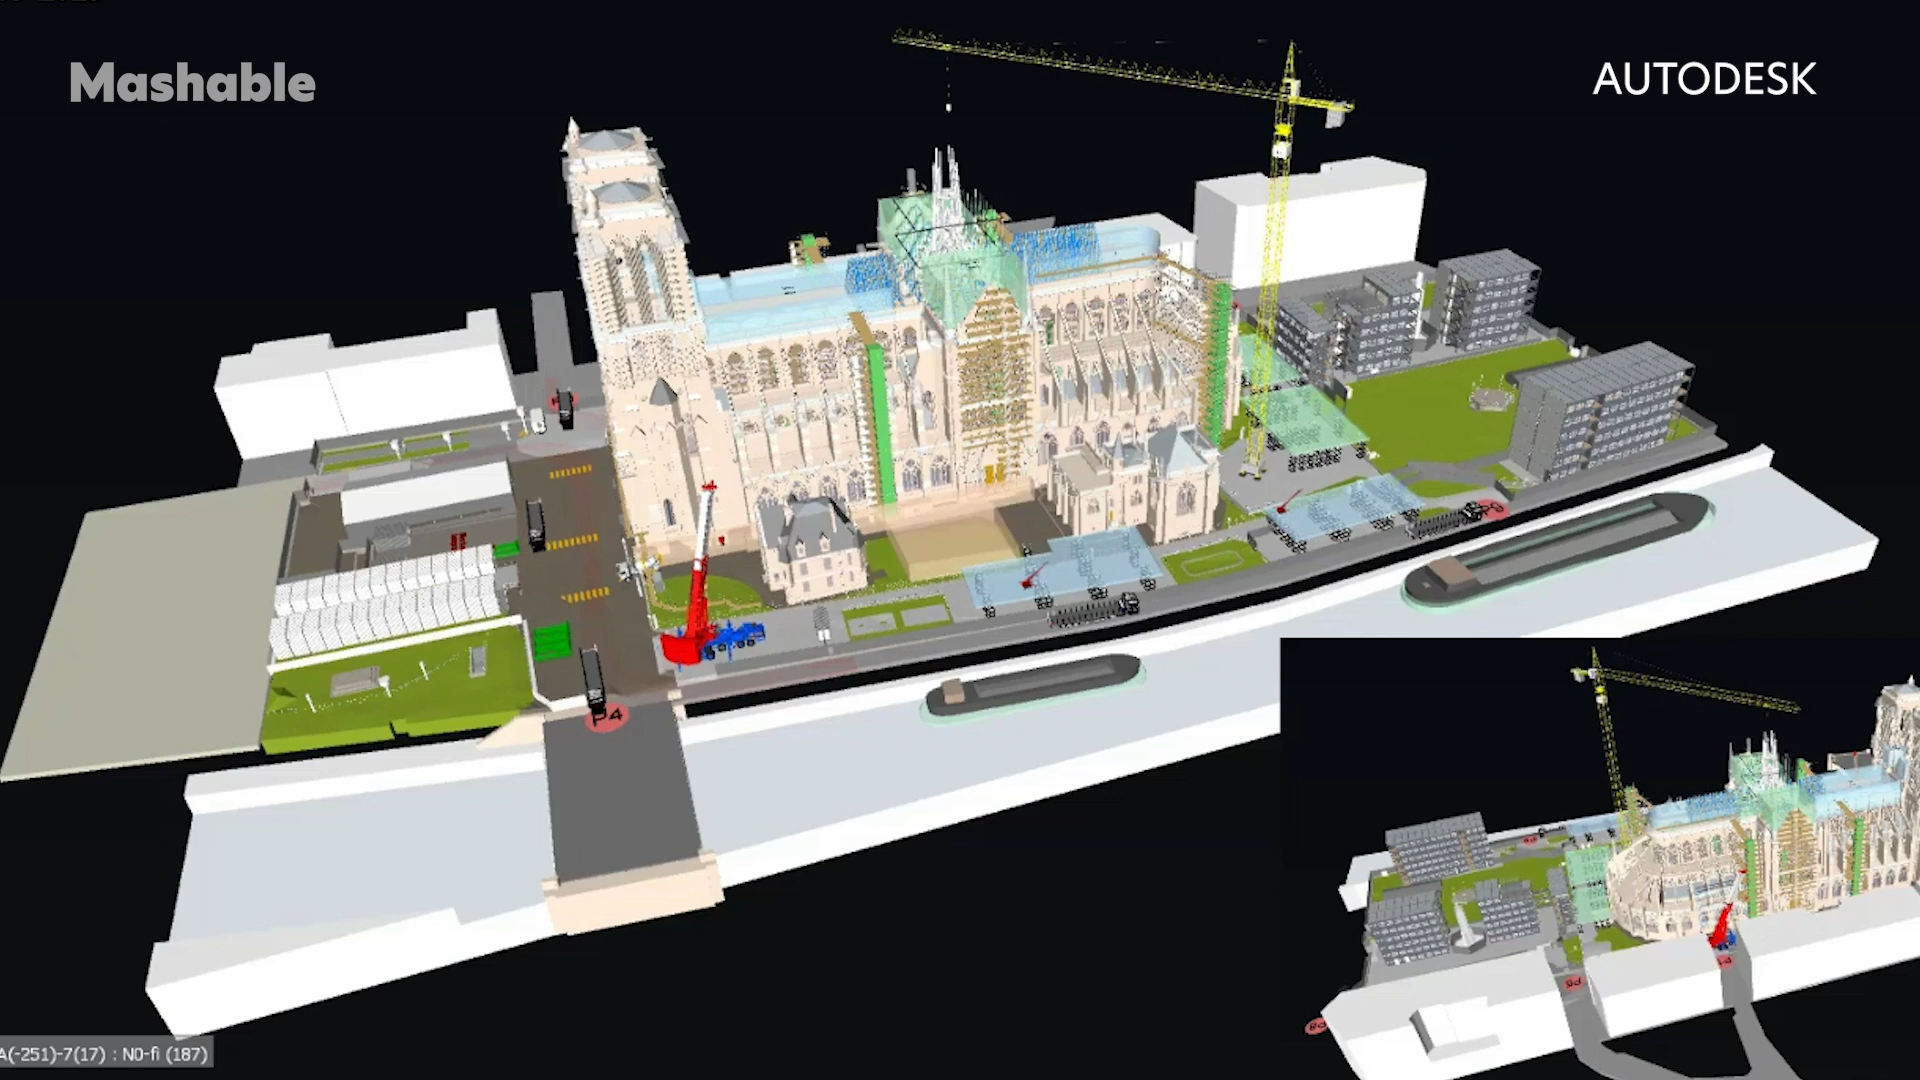 Mashable
AUTODESK
P4
A(-251)-7(17) : N0-fi (187)